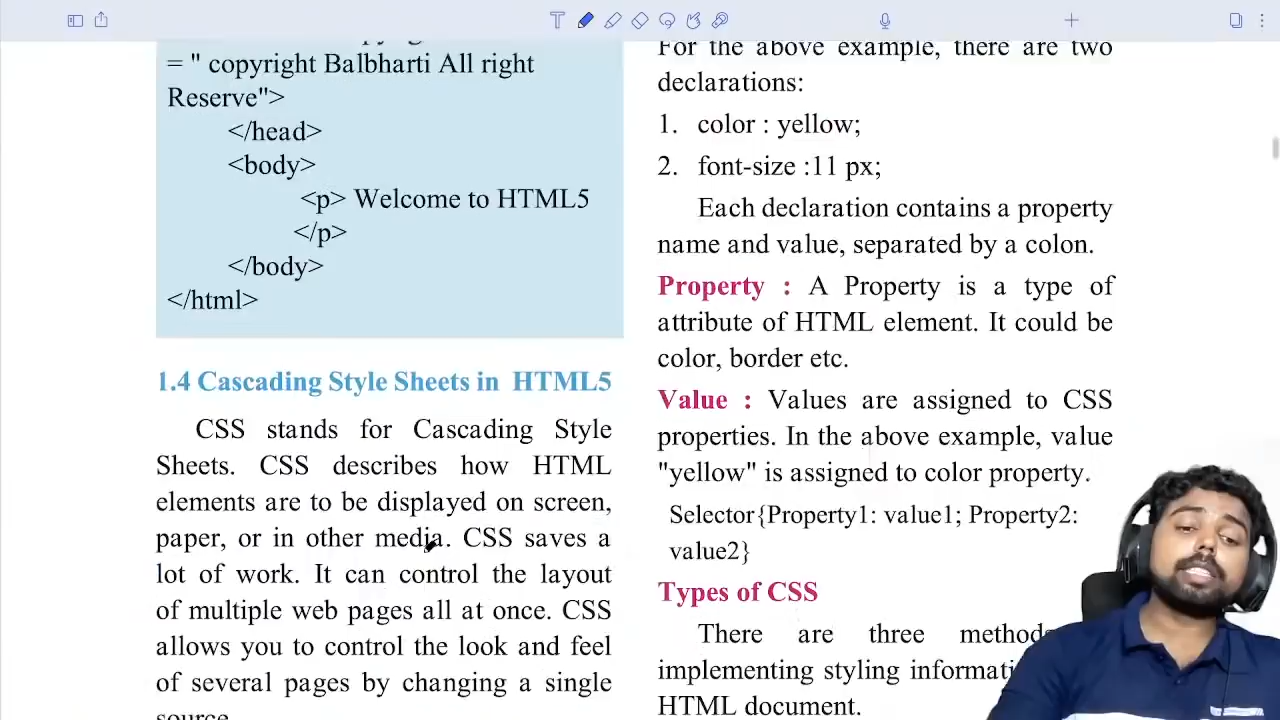 = " copyright Balbharti All right
Reserve">
</head>
<body>
<p> Welcome to HTML5
</p>
</body>
</html>
1.4 Cascading Style Sheets in HTML5
CSS stands for Cascading Style
Sheets. CSS describes how HTML
elements are to be displayed on screen,
paper, or in other media. CSS saves a
lot of work. It can control the layout
of multiple web pages all at once. CSS
allows you to control the look and feel
of several pages by changing a single
source.
For the above example, there are two
declarations:
1. color : yellow;
2. font-size :11 px;
Each declaration contains a property
name and value, separated by a colon.
Property : A Property is a type of
attribute of HTML element. It could be
color, border etc.
Value : Values are assigned to CSS
properties. In the above example, value
"yellow" is assigned to color property.
Selector{Property1: value1; Property2:
value2}
Types of CSS
There are three methods
implementing styling
HTML document.